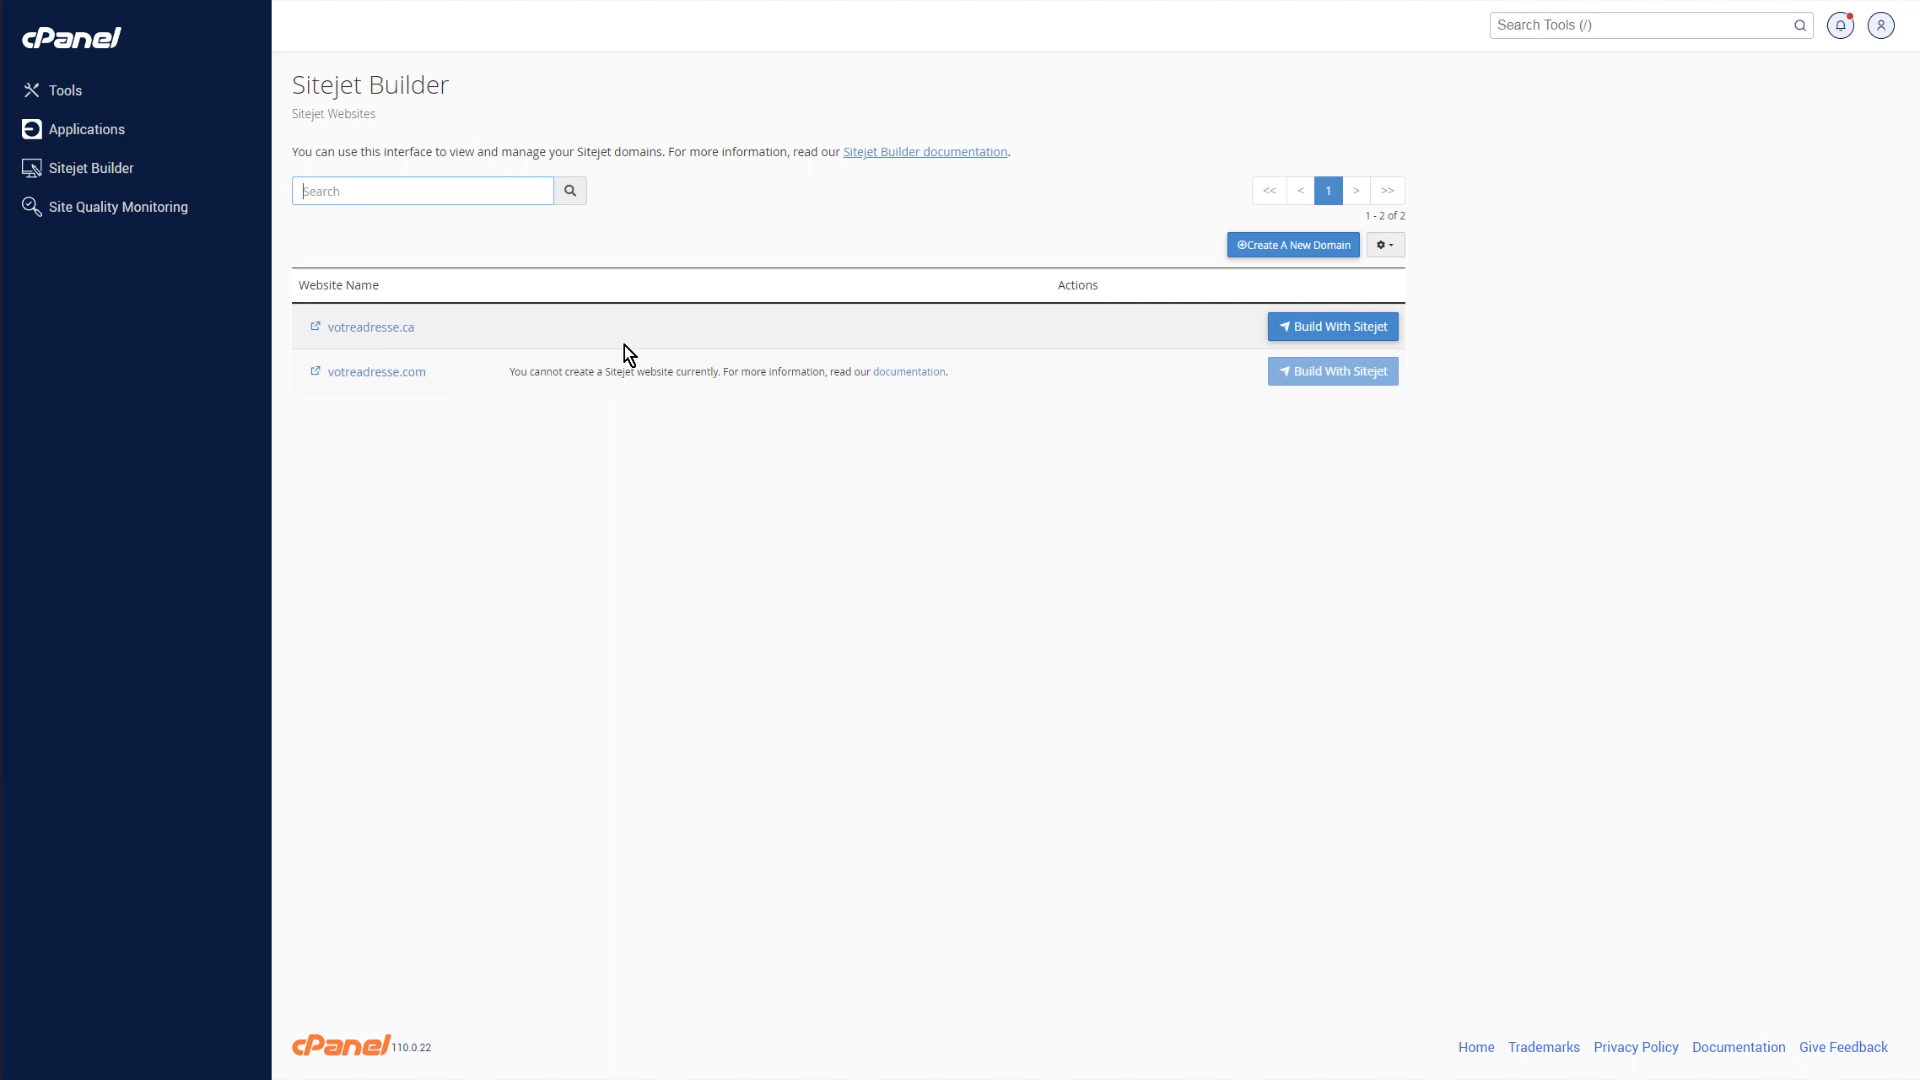 cPanel
Search Tools (/)
Tools
Applications
Sitejet Builder
Site Quality Monitoring
Sitejet Builder
Sitejet Websites
You can use this interface to view and manage your Sitejet domains. For more information, read our Sitejet Builder documentation.
Search
<< < 1 > >>
1 - 2 of 2
Create A New Domain
Website Name Actions
votreadresse.ca Build With Sitejet
votreadresse.com You cannot create a Sitejet website currently. For more information, read our documentation. Build With Sitejet
cPanel 110.0.22
Home Trademarks Privacy Policy Documentation Give Feedback